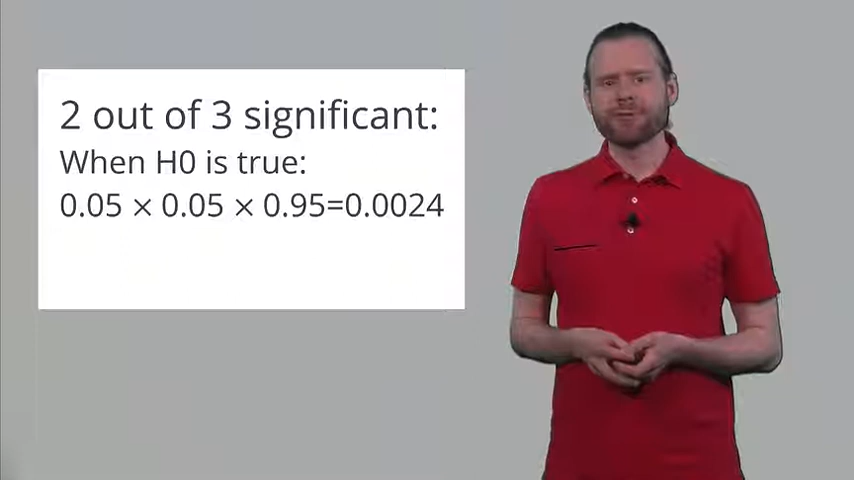 2 out of 3 significant:
When H0 is true:
0.05 × 0.05 × 0.95=0.0024